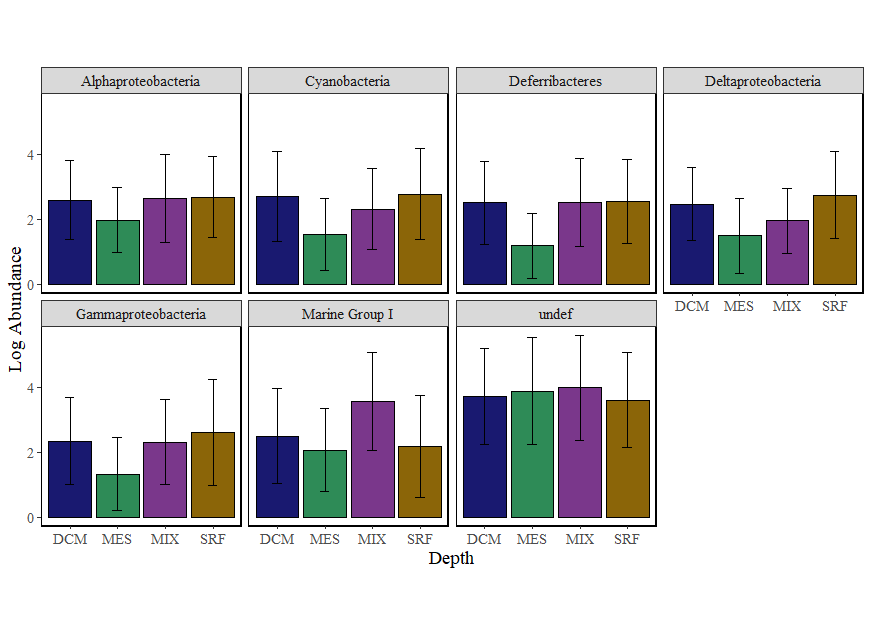 Alphaproteobacteria Cyanobacteria Deferribacteres Deltaproteobacteria
4
2
0
DCM MES MIX SRF
Gammaproteobacteria Marine Group I undef
4
2
0
DCM MES MIX SRF DCM MES MIX SRF DCM MES MIX SRF
Log Abundance
Depth